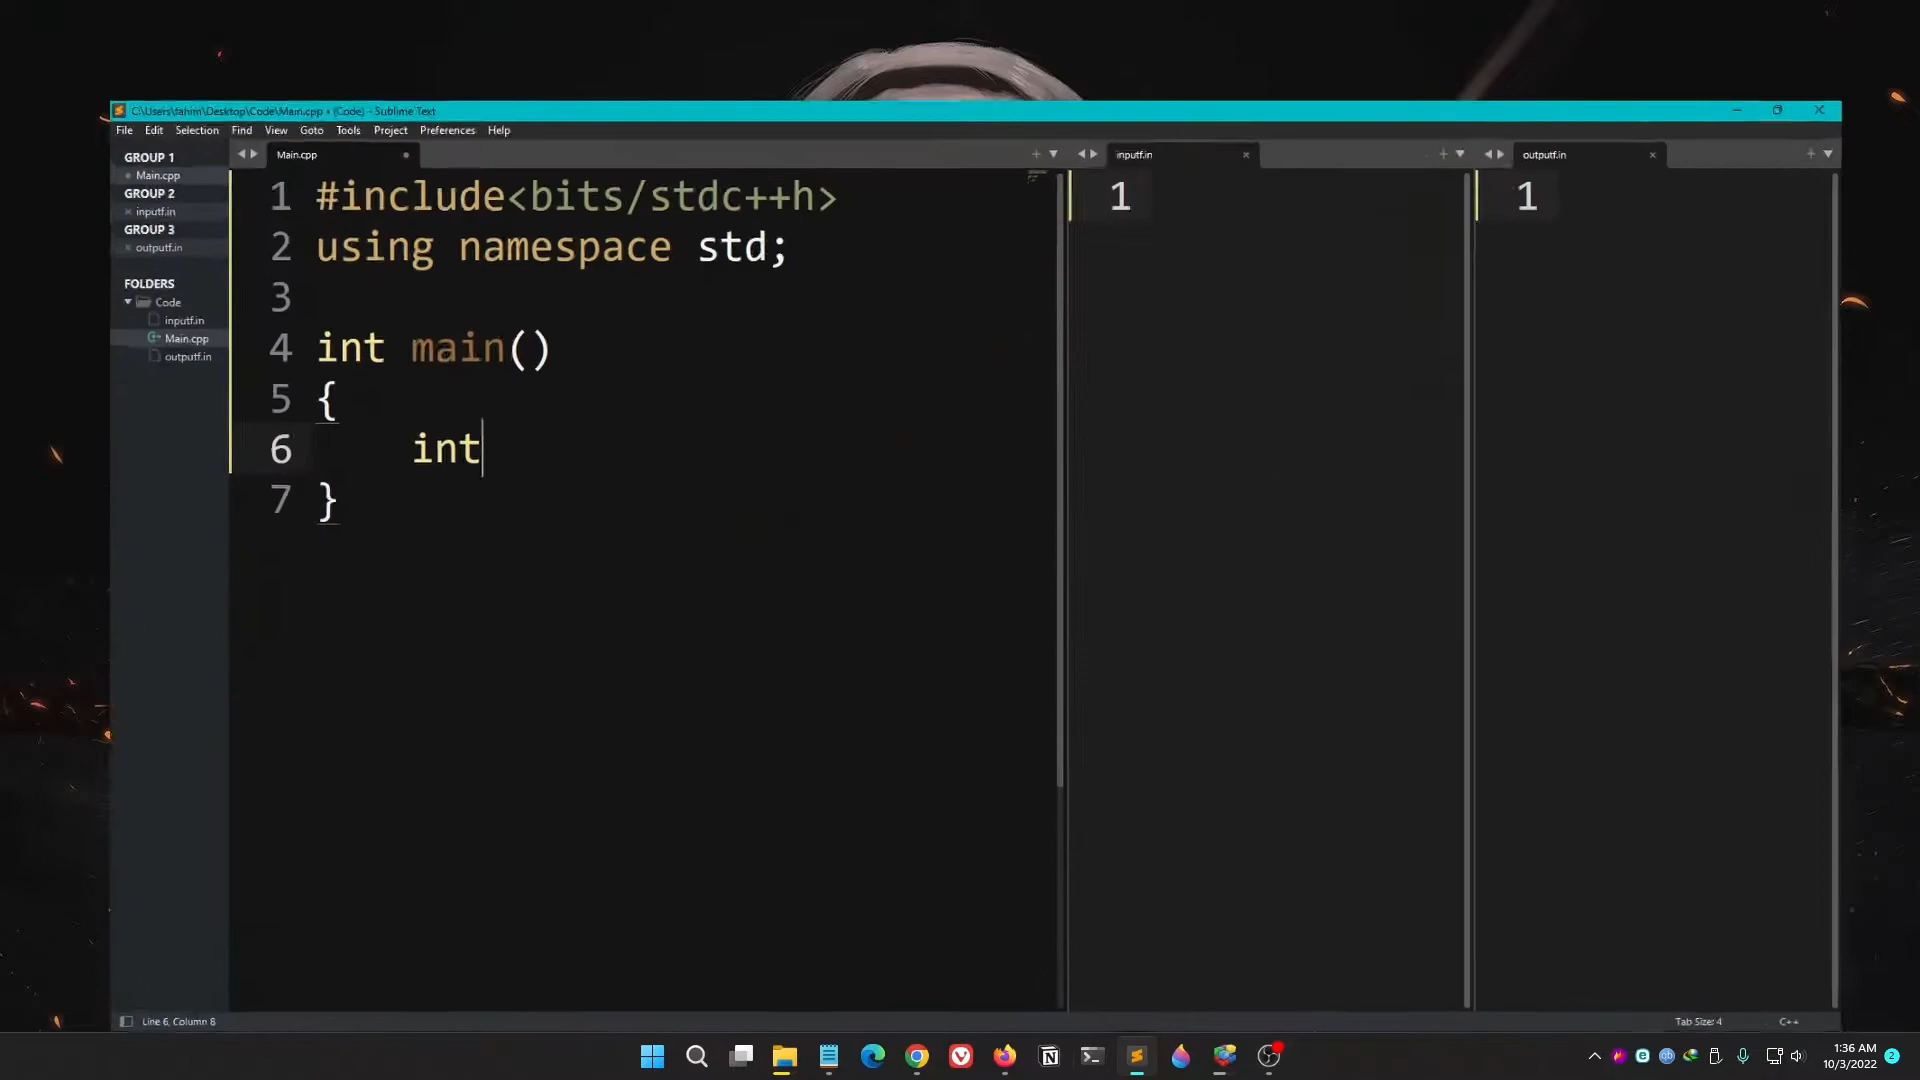 C:\Users\fahim\Desktop\Code\Main.cpp • (Code) - Sublime Text
File Edit Selection Find View Goto Tools Project Preferences Help
GROUP 1
Main.cpp
GROUP 2
inputf.in
GROUP 3
outputf.in
FOLDERS
Code
inputf.in
Main.cpp
outputf.in
Main.cpp
1 #include<bits/stdc++h>
2 using namespace std;
3
4 int main()
5 {
6 int
7 }
inputf.in
1
outputf.in
1
Line 6, Column 8
Tab Size: 4
C++
1:36 AM
10/3/2022
2